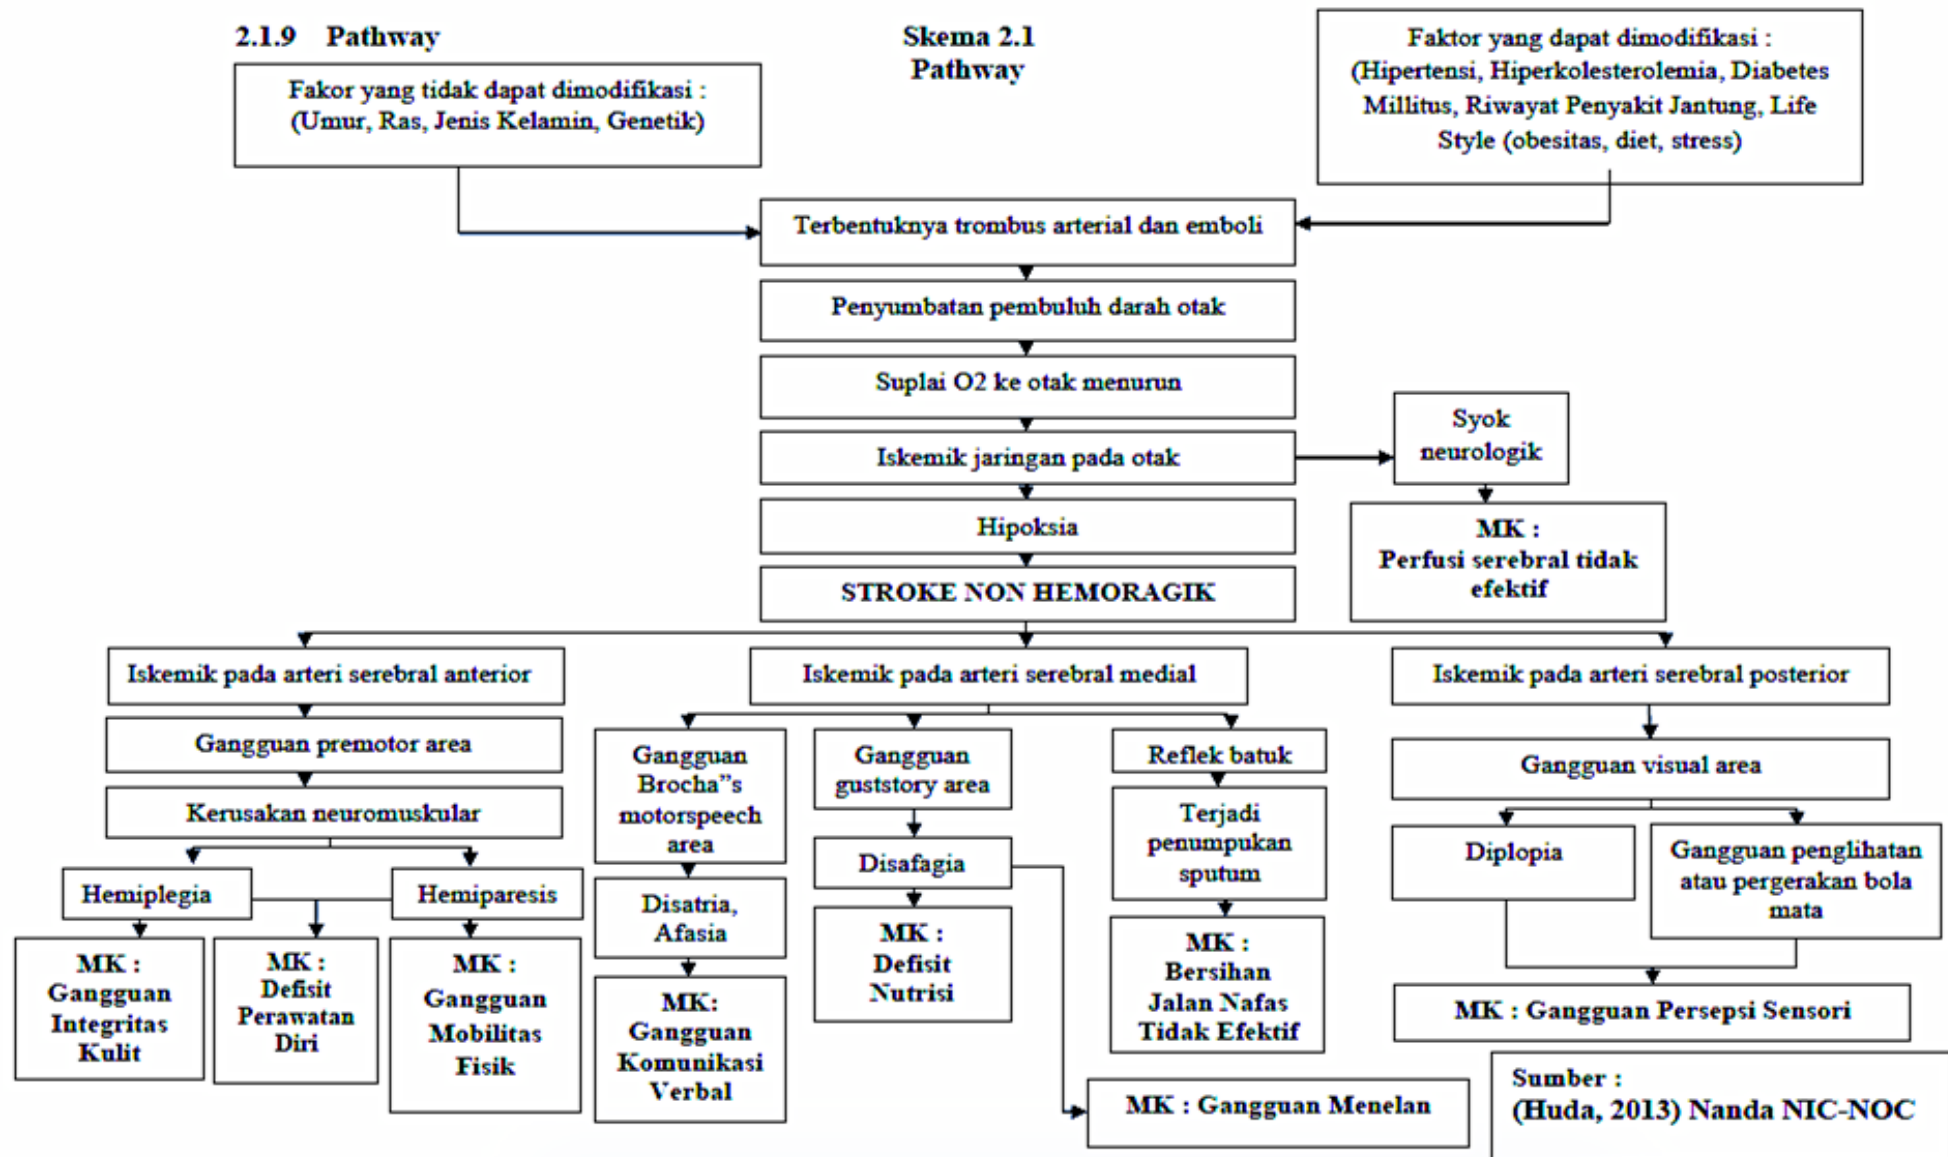 2.1.9 Pathway
Skema 2.1
Pathway
Fakor yang tidak dapat dimodifikasi :
(Umur, Ras, Jenis Kelamin, Genetik)
Faktor yang dapat dimodifikasi :
(Hipertensi, Hiperkolesterolemia, Diabetes
Millitus, Riwayat Penyakit Jantung, Life
Style (obesitas, diet, stress)
Terbentuknya trombus arterial dan emboli
Penyumbatan pembuluh darah otak
Suplai O2 ke otak menurun
Iskemik jaringan pada otak
Syok
neurologik
Hipoksia
MK :
Perfusi serebral tidak
efektif
STROKE NON HEMORAGIK
Iskemik pada arteri serebral anterior
Gangguan premotor area
Kerusakan neuromuskular
Hemiplegia
Hemiparesis
MK :
Gangguan
Integritas
Kulit
MK :
Defisit
Perawatan
Diri
MK :
Gangguan
Mobilitas
Fisik
Iskemik pada arteri serebral medial
Gangguan
Brocha"s
motorspeech
area
Disatria,
Afasia
MK:
Gangguan
Komunikasi
Verbal
Gangguan
guststory area
Disafagia
MK :
Defisit
Nutrisi
Reflek batuk
Terjadi
penumpukan
sputum
MK :
Bersihan
Jalan Nafas
Tidak Efektif
MK : Gangguan Menelan
Iskemik pada arteri serebral posterior
Gangguan visual area
Diplopia
Gangguan penglihatan
atau pergerakan bola
mata
MK : Gangguan Persepsi Sensori
Sumber :
(Huda, 2013) Nanda NIC-NOC